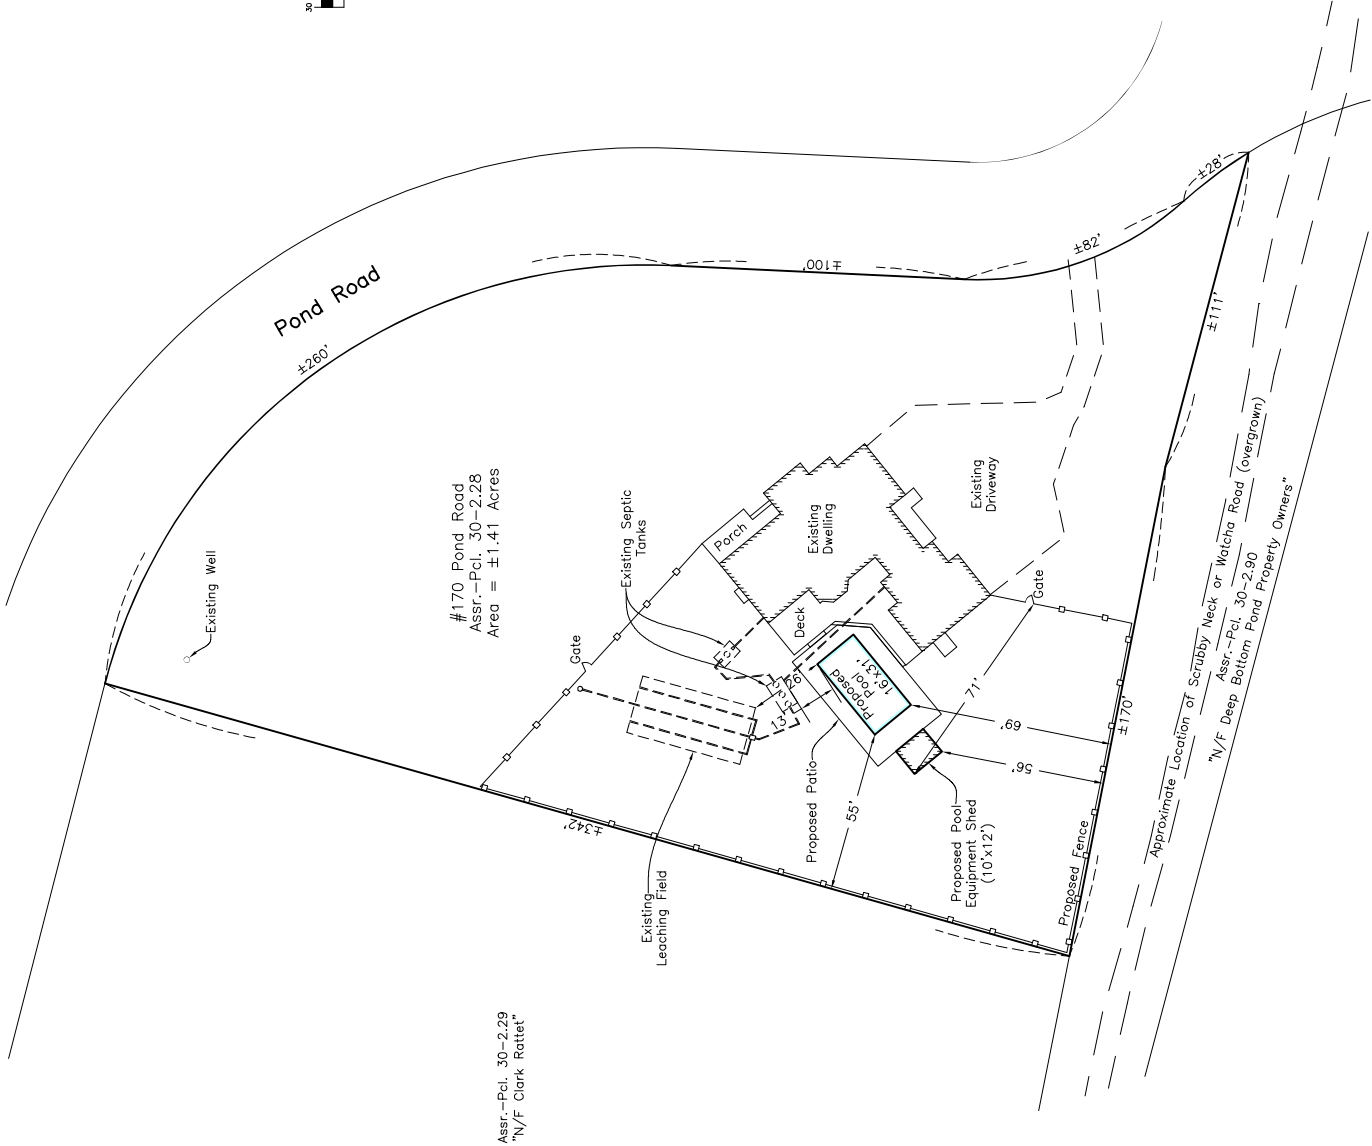 30
Pond Road
±260'
±100'
±82'
±28'
±111'
#170 Pond Road
Assr.-Pcl. 30-2.28
Area = ±1.41 Acres
Existing Well
Existing Septic
Tanks
Porch
Existing
Dwelling
Existing
Driveway
Gate
Gate
Deck
Proposed
Pool
16'x31'
26'
13'
71'
69'
56'
55'
±170'
±342'
Proposed Patio
Proposed Pool
Equipment Shed
(10'x12')
Proposed Fence
Existing
Leaching Field
Approximate Location of Scrubby Neck or Watcha Road (overgrown)
Assr.-Pcl. 30-2.90
"N/F Deep Bottom Pond Property Owners"
Assr.-Pcl. 30-2.29
"N/F Clark Rattet"